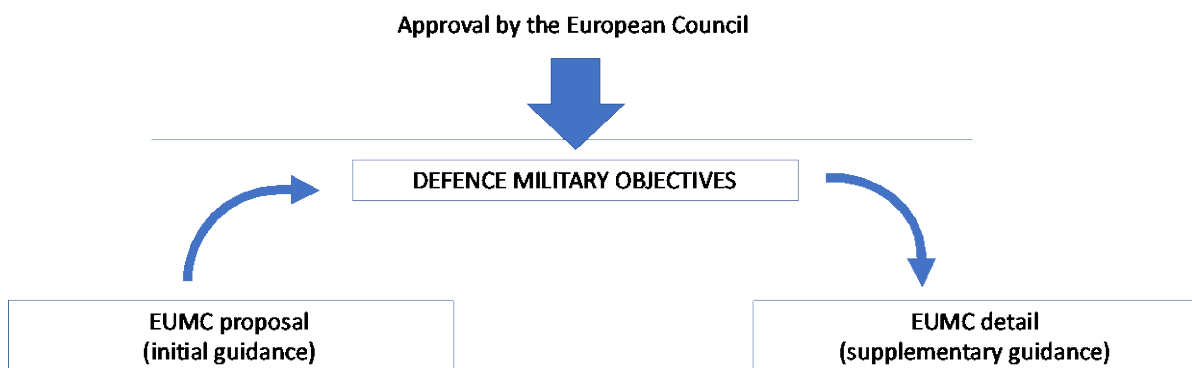 Approval by the European Council
DEFENCE MILITARY OBJECTIVES
EUMC proposal
(initial guidance)
EUMC detail
(supplementary guidance)